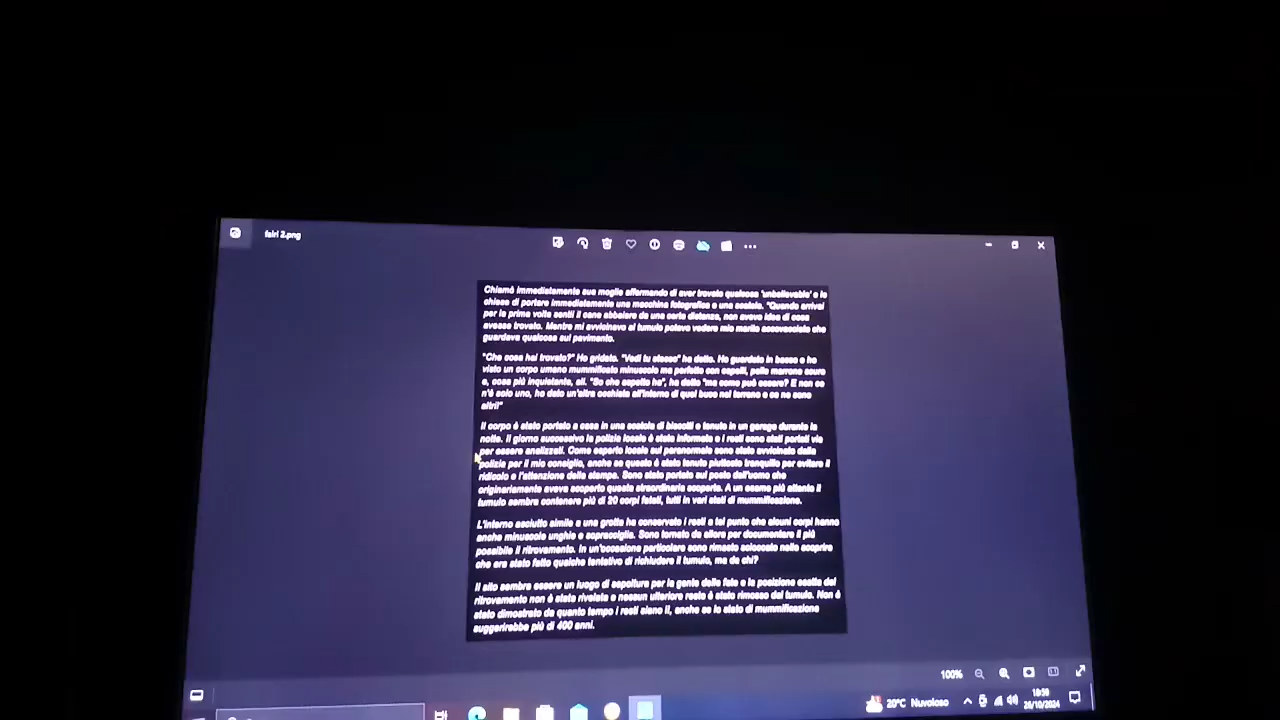 fairi 2.png
Chiamò immediatamente sua moglie affermando di aver trovato qualcosa 'unbelievable' e le
chiese di portare immediatamente una macchina fotografica e una scatola. "Quando arrivai
per la prima volta sentii il cane abbaiare da una certa distanza, non avevo idea di cosa
avesse trovato. Mentre mi avvicinavo al tumulo potevo vedere mio marito accovacciato che
guardava qualcosa sul pavimento.
"Che cosa hai trovato?" Ho gridato. "Vedi tu stesso" ha detto. Ho guardato in basso e ho
visto un corpo umano mummificato minuscolo ma perfetto con capelli, pelle marrone scuro
e, cosa più inquietante, ali. "So che aspetto ha", ha detto "ma come può essere? E non ce
n'è solo uno, ho dato un'altra occhiata all'interno di quel buco nel terreno e ce ne sono
altri!"
Il corpo è stato portato a casa in una scatola di biscotti e tenuto in un garage durante la
notte. Il giorno successivo la polizia locale è stata informata e i resti sono stati portati via
per essere analizzati. Come esperto locale sul paranormale sono stato avvicinato dalla
polizia per il mio consiglio, anche se questo è stato tenuto piuttosto tranquillo per evitare il
ridicolo e l'attenzione della stampa. Sono stato portato sul posto dall'uomo che
originariamente aveva scoperto questa straordinaria scoperta. A un esame più attento il
tumulo sembra contenere più di 20 corpi fatati, tutti in vari stati di mummificazione.
L'interno asciutto simile a una grotta ha conservato i resti a tal punto che alcuni corpi hanno
anche minuscole unghie e sopracciglia. Sono tornato da allora per documentare il più
possibile il ritrovamento. In un'occasione particolare sono rimasto scioccato nello scoprire
che era stato fatto qualche tentativo di richiudere il tumulo, ma da chi?
Il sito sembra essere un luogo di sepoltura per la gente delle fate e la posizione esatta del
ritrovamento non è stata rivelata e nessun ulteriore resto è stato rimosso dal tumulo. Non è
stato dimostrato da quanto tempo i resti siano lì, anche se lo stato di mummificazione
suggerirebbe più di 400 anni.
100%
20°C Nuvoloso
18:59
25/10/2024